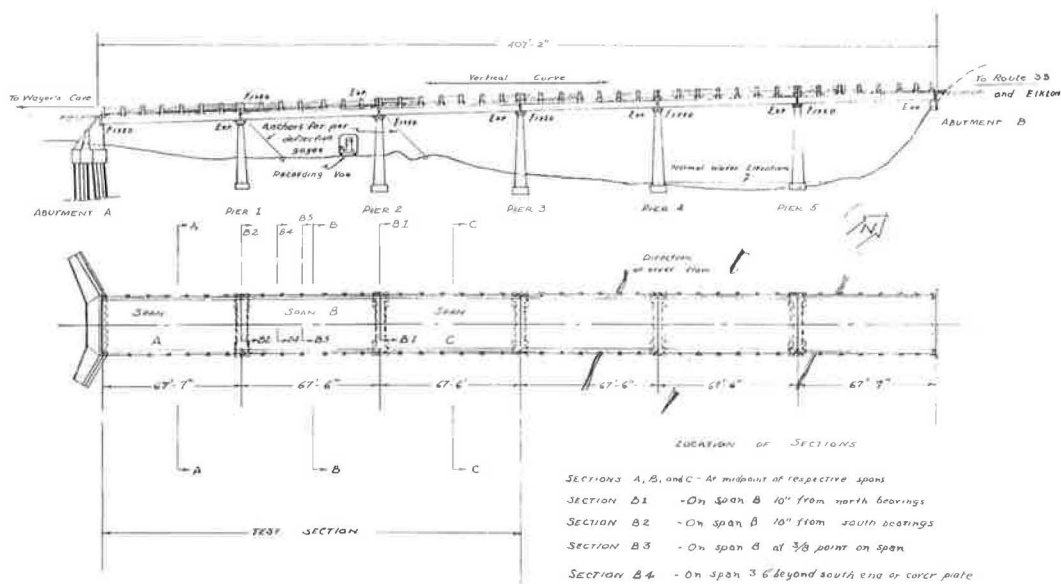 407'-2"
Vertical Curve
To Weyer's Cave
To Route 33
and Elkton
Fixed
Exp.
Fixed
Exp
Anchors for
deflection
gages
Fixed
Exp
Fixed
Exp
Fixed
Exp
Fixed
Exp
ABUTMENT B
Recording Van
Normal Water Elevation
ABUTMENT A
PIER 1
PIER 2
PIER 3
PIER 4
PIER 5
A
B2
B4
B3
B
B1
C
N
Direction
of river flow
SPAN
SPAN B
SPAN
A
B2
B3
B1
C
67'-7"
67'-6"
67'-6'
67'-6"
67'-6"
67'-7"
A
B
C
TEST SECTION
LOCATION OF SECTIONS
SECTIONS A, B, and C - At midpoint of respective spans
SECTION B1 - On span B 10" from north bearings
SECTION B2 - On span B 10" from south bearings
SECTION B3 - On span B at 3/8 point on span
SECTION B4 - On span 3 6 beyond south end of cover plate